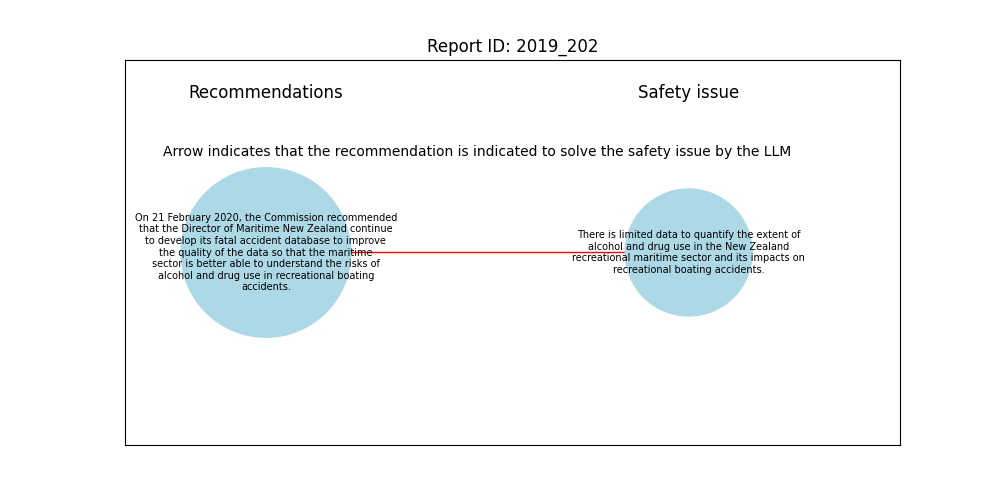 Report ID: 2019_202
Recommendations
Safety issue
Arrow indicates that the recommendation is indicated to solve the safety issue by the LLM
On 21 February 2020, the Commission recommended
that the Director of Maritime New Zealand continue
to develop its fatal accident database to improve
the quality of the data so that the maritime
sector is better able to understand the risks of
alcohol and drug use in recreational boating
accidents.
There is limited data to quantify the extent of
alcohol and drug use in the New Zealand
recreational maritime sector and its impacts on
recreational boating accidents.